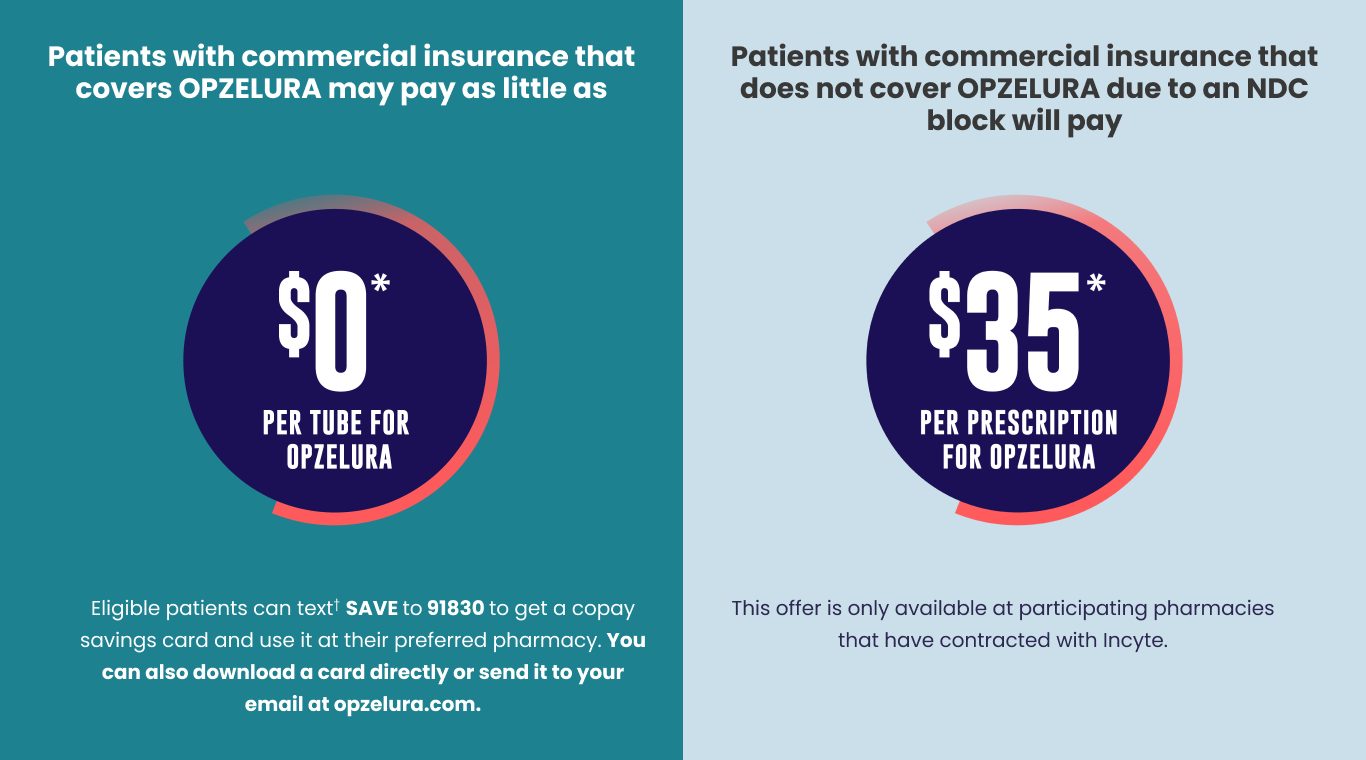 Patients with commercial insurance that
covers OPZELURA may pay as little as
$0*
PER TUBE FOR
OPZELURA
Eligible patients can text† SAVE to 91830 to get a copay
savings card and use it at their preferred pharmacy. You
can also download a card directly or send it to your
email at opzelura.com.
Patients with commercial insurance that
does not cover OPZELURA due to an NDC
block will pay
$35*
PER PRESCRIPTION
FOR OPZELURA
This offer is only available at participating pharmacies
that have contracted with Incyte.